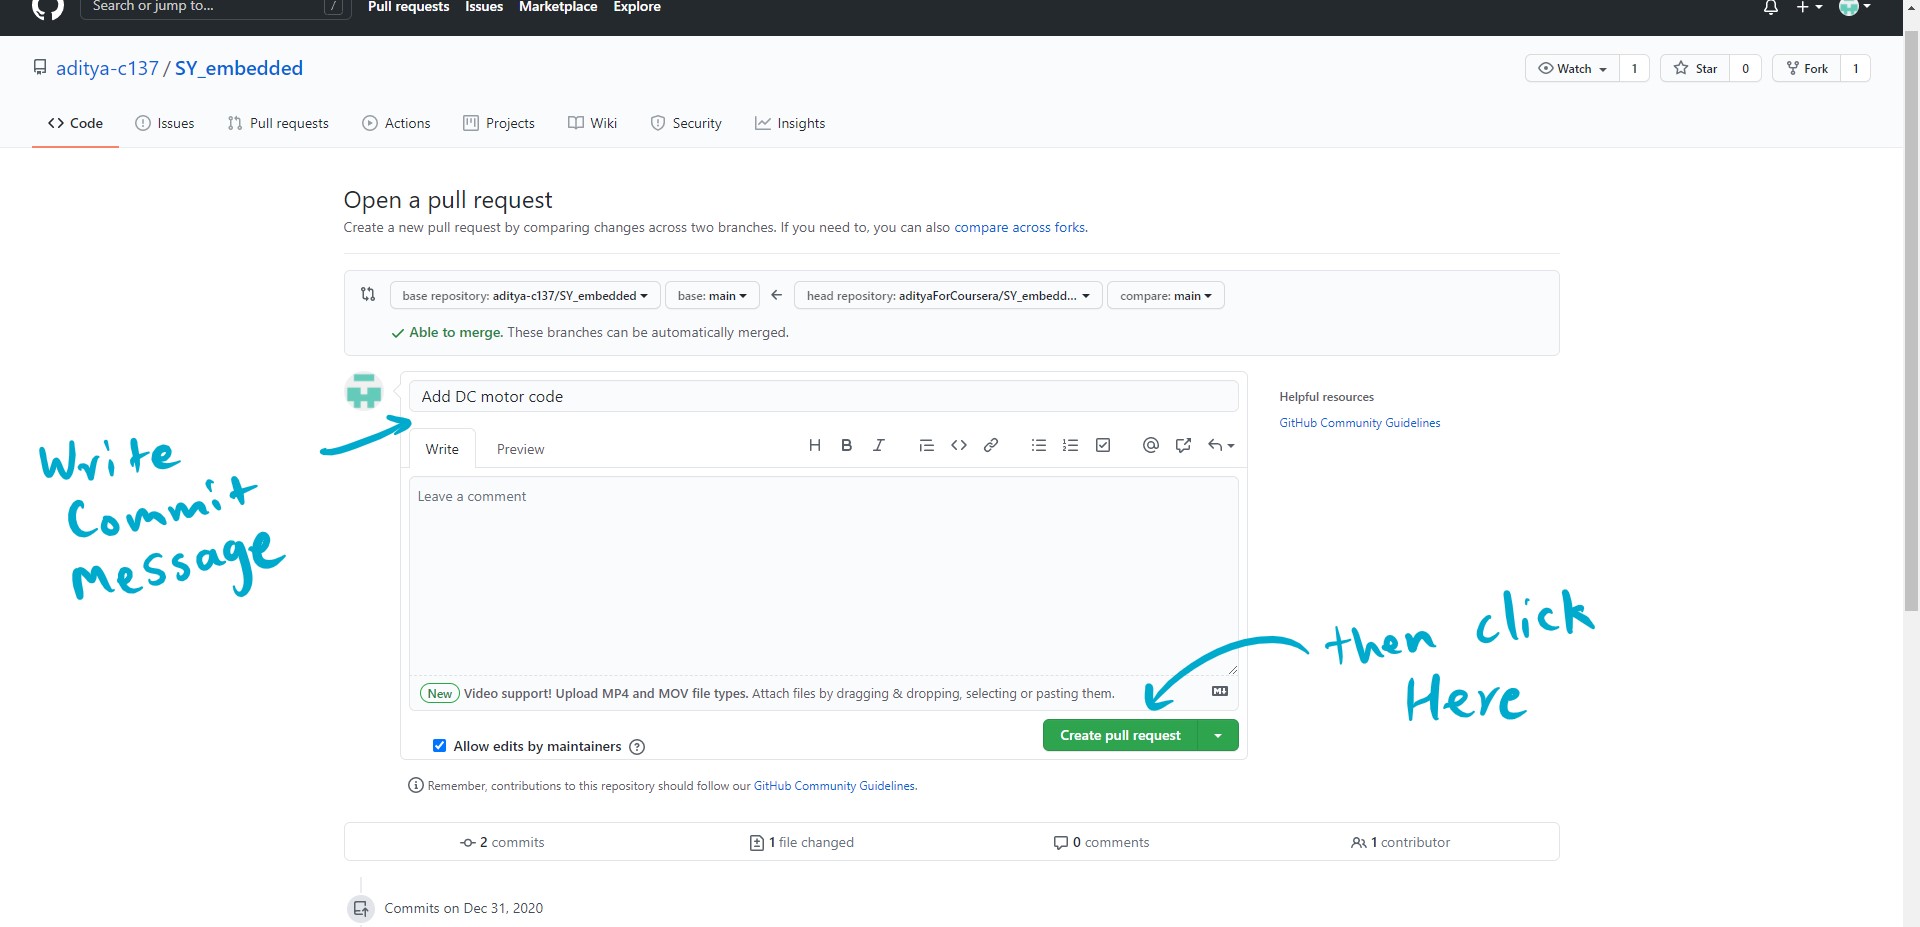 Search or jump to... / Pull requests Issues Marketplace Explore
aditya-c137 / SY_embedded Watch 1 Star 0 Fork 1
Code Issues Pull requests Actions Projects Wiki Security Insights
Open a pull request
Create a new pull request by comparing changes across two branches. If you need to, you can also compare across forks.
base repository: aditya-c137/SY_embedded base: main head repository: adityaForCoursera/SY_embedd... compare: main
Able to merge. These branches can be automatically merged.
Add DC motor code
Helpful resources
GitHub Community Guidelines
Write Preview H B I
Leave a comment
Write
Commit
Message
then click
Here
New Video support! Upload MP4 and MOV file types. Attach files by dragging & dropping, selecting or pasting them.
Allow edits by maintainers ? Create pull request
Remember, contributions to this repository should follow our GitHub Community Guidelines.
2 commits 1 file changed 0 comments 1 contributor
Commits on Dec 31, 2020